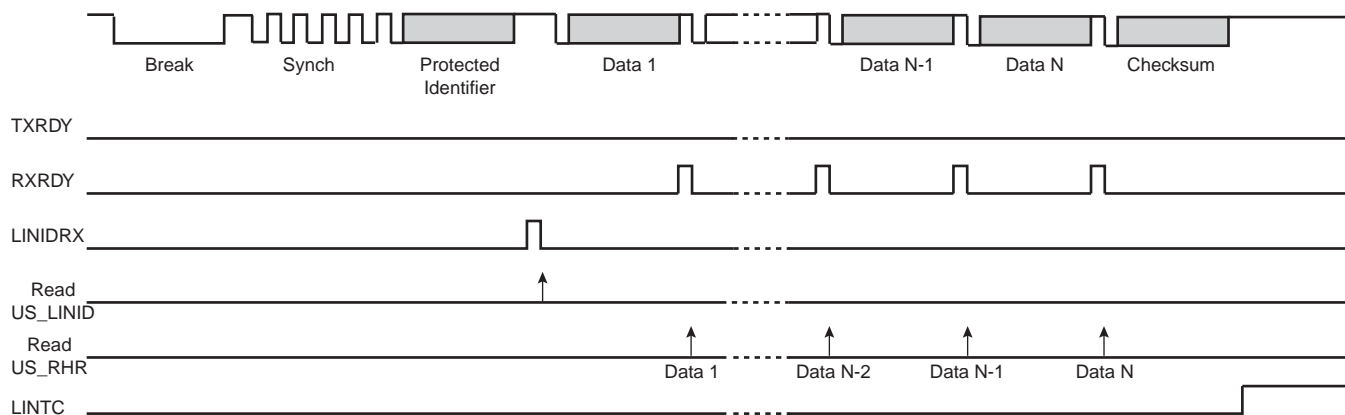 Break
Synch
Protected
Identifier
Data 1
Data N-1
Data N
Checksum
TXRDY
RXRDY
LINIDRX
Read
US_LINID
Read
US_RHR
Data 1
Data N-2
Data N-1
Data N
LINTC